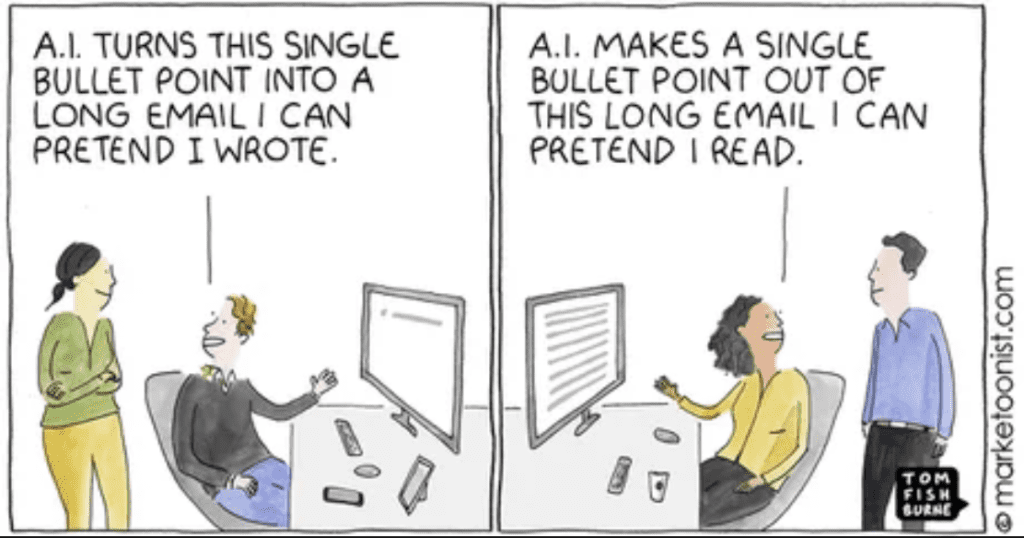 A.I. TURNS THIS SINGLE
BULLET POINT INTO A
LONG EMAIL I CAN
PRETEND I WROTE.
A.I. MAKES A SINGLE
BULLET POINT OUT OF
THIS LONG EMAIL I CAN
PRETEND I READ.
TOM
FISH
BURNE
© marketoonist.com